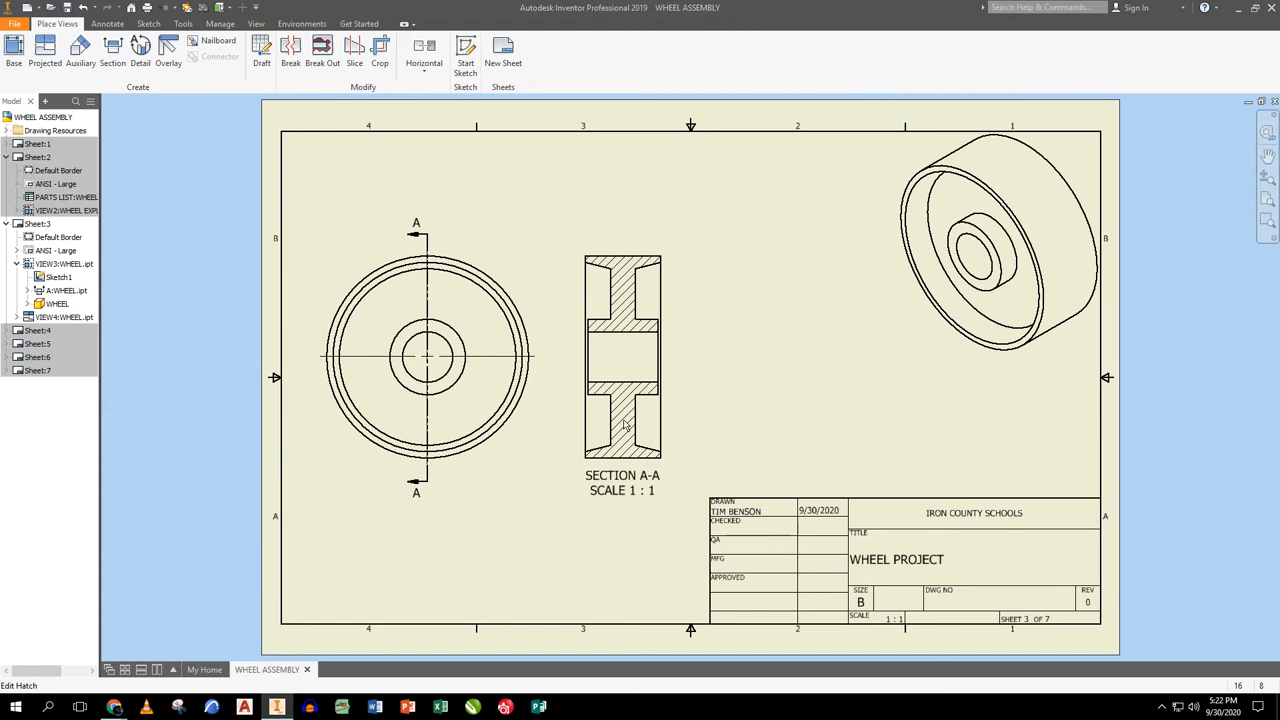 Autodesk Inventor Professional 2019 WHEEL ASSEMBLY
Search Help & Commands...
Sign In
File Place Views Annotate Sketch Tools Manage View Environments Get Started
Base Projected Auxiliary Section Detail Overlay
Nailboard
Connector
Draft
Break Break Out Slice Crop
Horizontal
Start Sketch
New Sheet
Create Modify Sketch Sheets
Model
WHEEL ASSEMBLY
Drawing Resources
Sheet:1
Sheet:2
Default Border
ANSI - Large
PARTS LIST:WHEEL
VIEW2:WHEEL EXPL
Sheet:3
Default Border
ANSI - Large
VIEW3:WHEEL.ipt
Sketch1
A:WHEEL.ipt
WHEEL
VIEW4:WHEEL.ipt
Sheet:4
Sheet:5
Sheet:6
Sheet:7
4 3 2 1
B B
A
A
SECTION A-A
SCALE 1 : 1
A A
DRAWN
TIM BENSON
9/30/2020
CHECKED
QA
MFG
APPROVED
IRON COUNTY SCHOOLS
TITLE
WHEEL PROJECT
SIZE
B
DWG NO
REV
0
SCALE
1 : 1
SHEET 3 OF 7
4 3 2 1
My Home
WHEEL ASSEMBLY
Edit Hatch
16 8
5:22 PM
9/30/2020